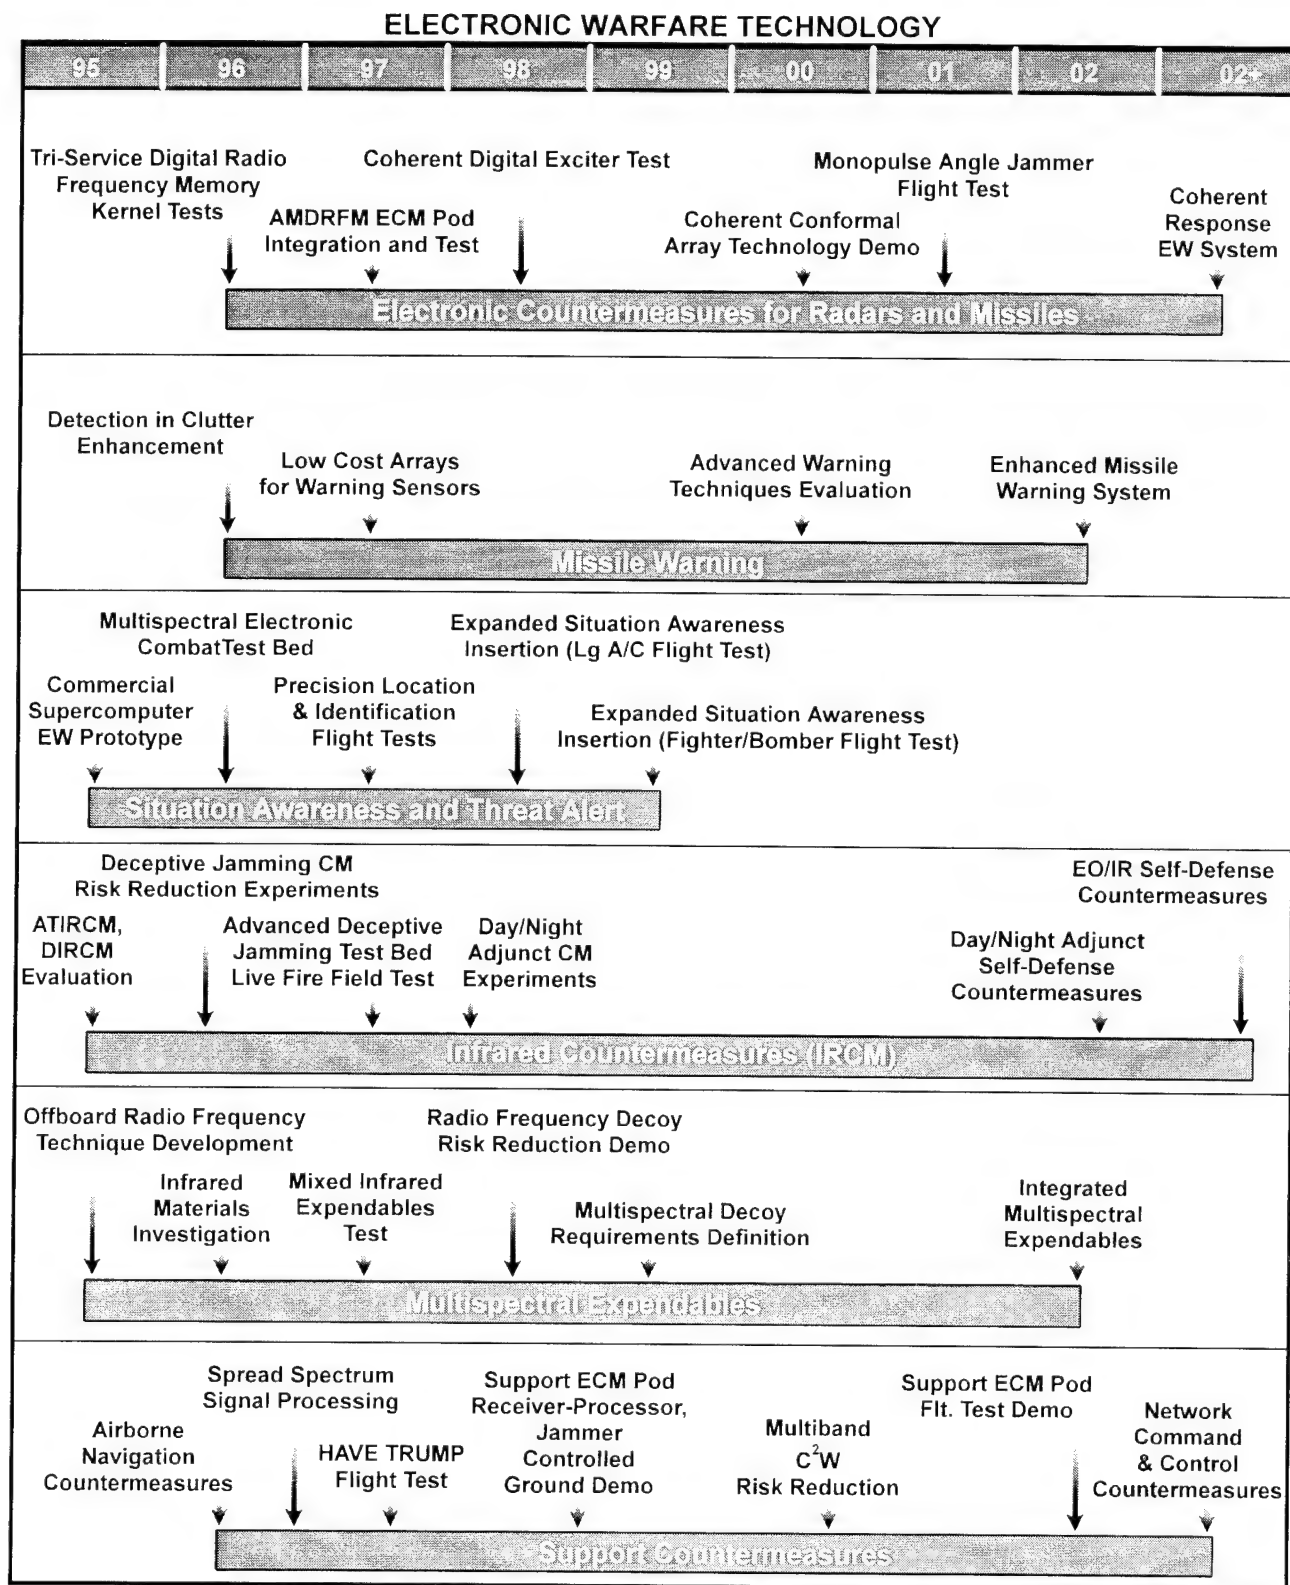 ELECTRONIC WARFARE TECHNOLOGY
95 96 97 98 99 00 01 02 02+
Tri-Service Digital Radio
Frequency Memory
Kernel Tests
AMDRFM ECM Pod
Integration and Test
Coherent Digital Exciter Test
Coherent Conformal
Array Technology Demo
Monopulse Angle Jammer
Flight Test
Coherent
Response
EW System
Electronic Countermeasures for Radars and Missiles
Detection in Clutter
Enhancement
Low Cost Arrays
for Warning Sensors
Advanced Warning
Techniques Evaluation
Enhanced Missile
Warning System
Missile Warning
Multispectral Electronic
CombatTest Bed
Expanded Situation Awareness
Insertion (Lg A/C Flight Test)
Commercial
Supercomputer
EW Prototype
Precision Location
& Identification
Flight Tests
Expanded Situation Awareness
Insertion (Fighter/Bomber Flight Test)
Situation Awareness and Threat Alert
Deceptive Jamming CM
Risk Reduction Experiments
EO/IR Self-Defense
Countermeasures
ATIRCM,
DIRCM
Evaluation
Advanced Deceptive
Jamming Test Bed
Live Fire Field Test
Day/Night
Adjunct CM
Experiments
Day/Night Adjunct
Self-Defense
Countermeasures
Infrared Countermeasures (IRCM)
Offboard Radio Frequency
Technique Development
Radio Frequency Decoy
Risk Reduction Demo
Infrared
Materials
Investigation
Mixed Infrared
Expendables
Test
Multispectral Decoy
Requirements Definition
Integrated
Multispectral
Expendables
Multispectral Expendables
Spread Spectrum
Signal Processing
Support ECM Pod
Receiver-Processor,
Jammer
Controlled
Ground Demo
Support ECM Pod
Flt. Test Demo
Airborne
Navigation
Countermeasures
HAVE TRUMP
Flight Test
Multiband
C²W
Risk Reduction
Network
Command
& Control
Countermeasures
Support Countermeasures